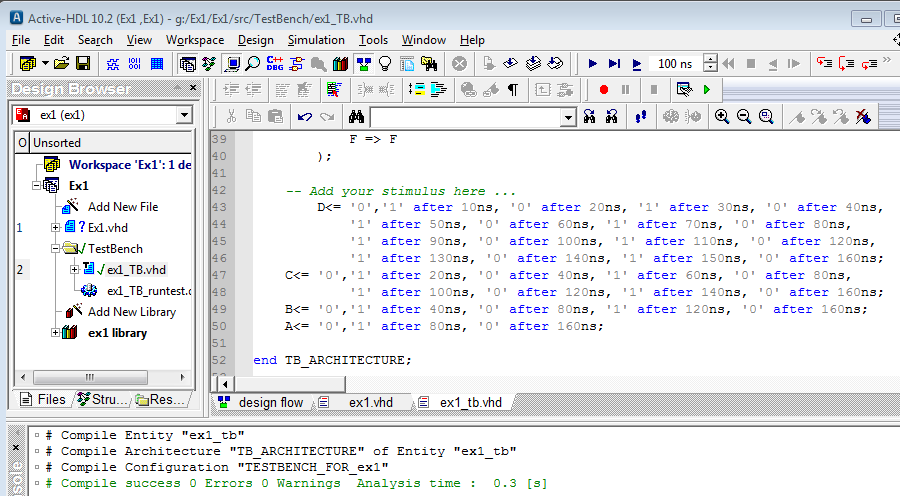 Active-HDL 10.2 (Ex1 ,Ex1) - g:/Ex1/Ex1/src/TestBench/ex1_TB.vhd
File Edit Search View Workspace Design Simulation Tools Window Help
C++
DBG
100 ns
Design Browser
ex1 (ex1)
O Unsorted
Workspace 'Ex1': 1 de
Ex1
Add New File
1 Ex1.vhd
TestBench
2 ex1_TB.vhd
ex1_TB_runtest.
Add New Library
ex1 library
Files Stru... Res...
39 F => F
40 );
41
42 -- Add your stimulus here ...
43 D<= '0','1' after 10ns, '0' after 20ns, '1' after 30ns, '0' after 40ns,
44 '1' after 50ns, '0' after 60ns, '1' after 70ns, '0' after 80ns,
45 '1' after 90ns, '0' after 100ns, '1' after 110ns, '0' after 120ns,
46 '1' after 130ns, '0' after 140ns, '1' after 150ns, '0' after 160ns;
47 C<= '0','1' after 20ns, '0' after 40ns, '1' after 60ns, '0' after 80ns,
48 '1' after 100ns, '0' after 120ns, '1' after 140ns, '0' after 160ns;
49 B<= '0','1' after 40ns, '0' after 80ns, '1' after 120ns, '0' after 160ns;
50 A<= '0','1' after 80ns, '0' after 160ns;
51
52 end TB_ARCHITECTURE;
design flow ex1.vhd ex1_tb.vhd
# Compile Entity "ex1_tb"
# Compile Architecture "TB_ARCHITECTURE" of Entity "ex1_tb"
# Compile Configuration "TESTBENCH_FOR_ex1"
# Compile success 0 Errors 0 Warnings Analysis time : 0.3 [s]